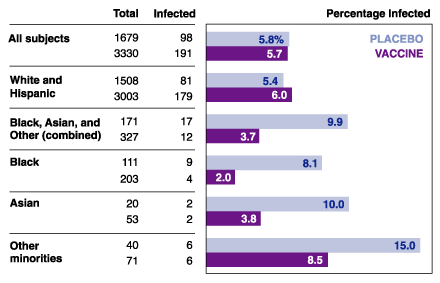 Total Infected Percentage Infected
All subjects 1679 98 5.8% PLACEBO
3330 191 5.7 VACCINE
White and 1508 81 5.4
Hispanic 3003 179 6.0
Black, Asian, and 171 17 9.9
Other (combined) 327 12 3.7
Black 111 9 8.1
203 4 2.0
Asian 20 2 10.0
53 2 3.8
Other 40 6 15.0
minorities 71 6 8.5